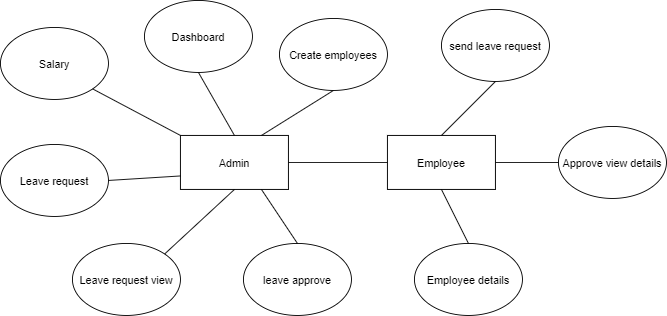 Dashboard
send leave request
Create employees
Salary
Admin
Employee
Approve view details
Leave request
Leave request view
leave approve
Employee details